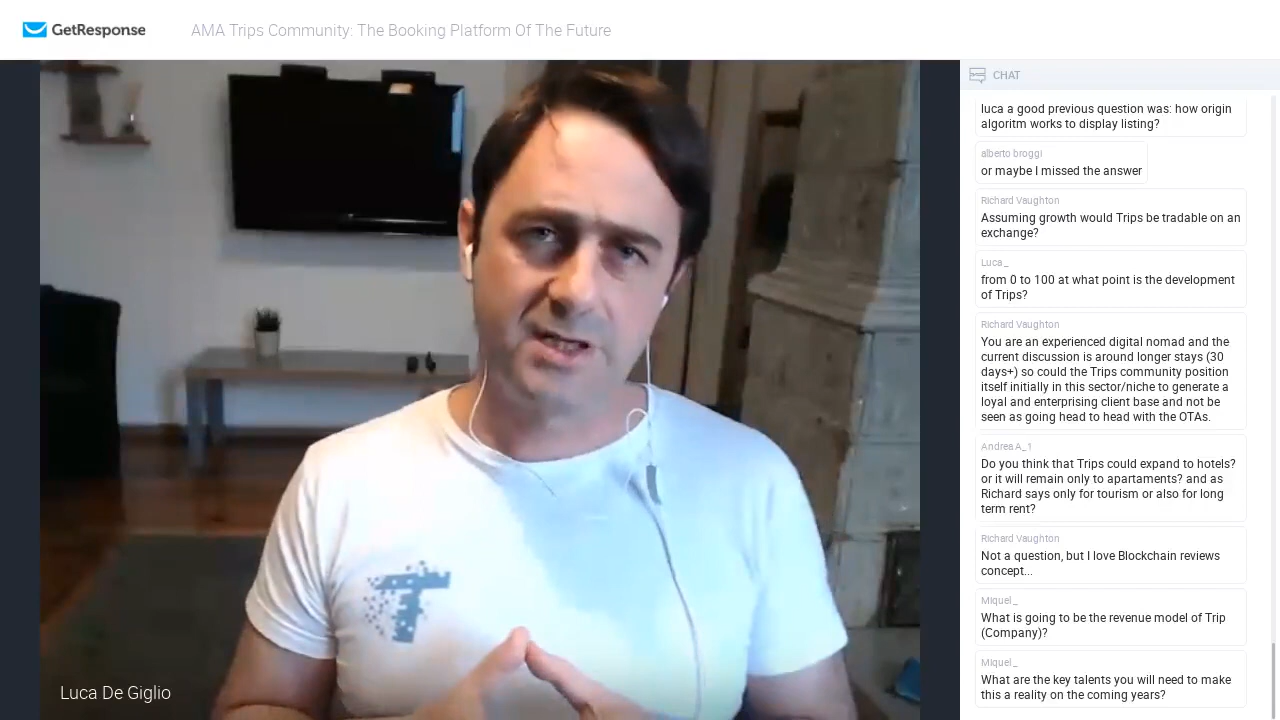 GetResponse
AMA Trips Community: The Booking Platform Of The Future
CHAT
luca a good previous question was: how origin
algoritm works to display listing?
alberto broggi
or maybe I missed the answer
Richard Vaughton
Assuming growth would Trips be tradable on an
exchange?
Luca _
from 0 to 100 at what point is the development
of Trips?
Richard Vaughton
You are an experienced digital nomad and the
current discussion is around longer stays (30
days+) so could the Trips community position
itself initially in this sector/niche to generate a
loyal and enterprising client base and not be
seen as going head to head with the OTAs.
Andrea A_1
Do you think that Trips could expand to hotels?
or it will remain only to apartaments? and as
Richard says only for tourism or also for long
term rent?
Richard Vaughton
Not a question, but I love Blockchain reviews
concept...
Miquel _
What is going to be the revenue model of Trip
(Company)?
Miquel _
What are the key talents you will need to make
this a reality on the coming years?
T
Luca De Giglio